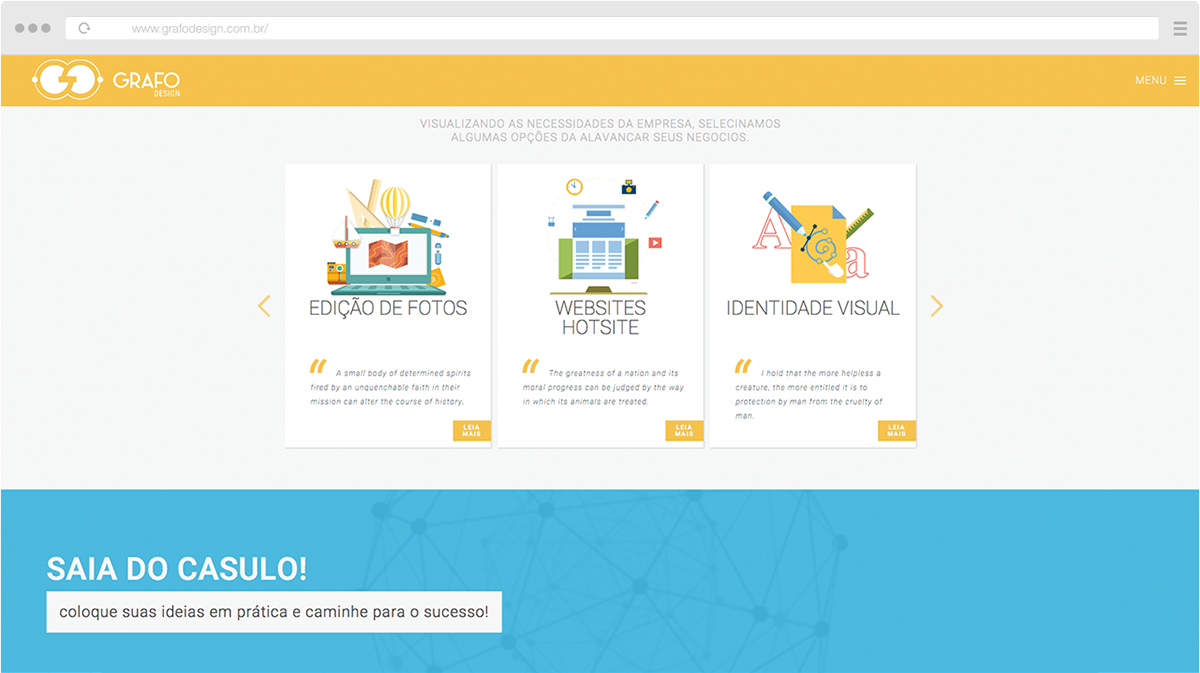 www.grafodesign.com.br/
GRAFO
DESIGN
MENU
VISUALIZANDO AS NECESSIDADES DA EMPRESA, SELECINAMOS
ALGUMAS OPÇÕES DA ALAVANCAR SEUS NEGOCIOS.
EDIÇÃO DE FOTOS
“ A small body of determined spirits
fired by an unquenchable faith in their
mission can alter the course of history.
LEIA
MAIS
WEBSITES
HOTSITE
“ The greatness of a nation and its
moral progress can be judged by the way
in which its animals are treated.
LEIA
MAIS
A
a
IDENTIDADE VISUAL
“ I hold that the more helpless a
creature, the more entitled it is to
protection by man from the cruelty of
man.
LEIA
MAIS
SAIA DO CASULO!
coloque suas ideias em prática e caminhe para o sucesso!